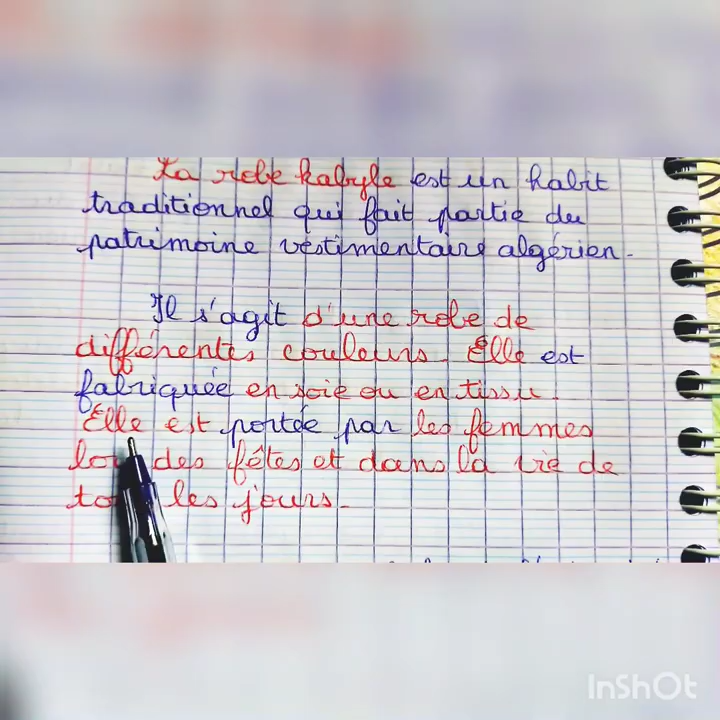 La robe kabyle est un habit
traditionnel qui fait partie du
patrimoine vestimentaire algérien.
Il s'agit d'une robe de
différentes couleurs. Elle est
fabriquée en soie ou en tissu.
Elle est portée par les femmes
des fêtes et dans la vie de
les jours.
InShOt